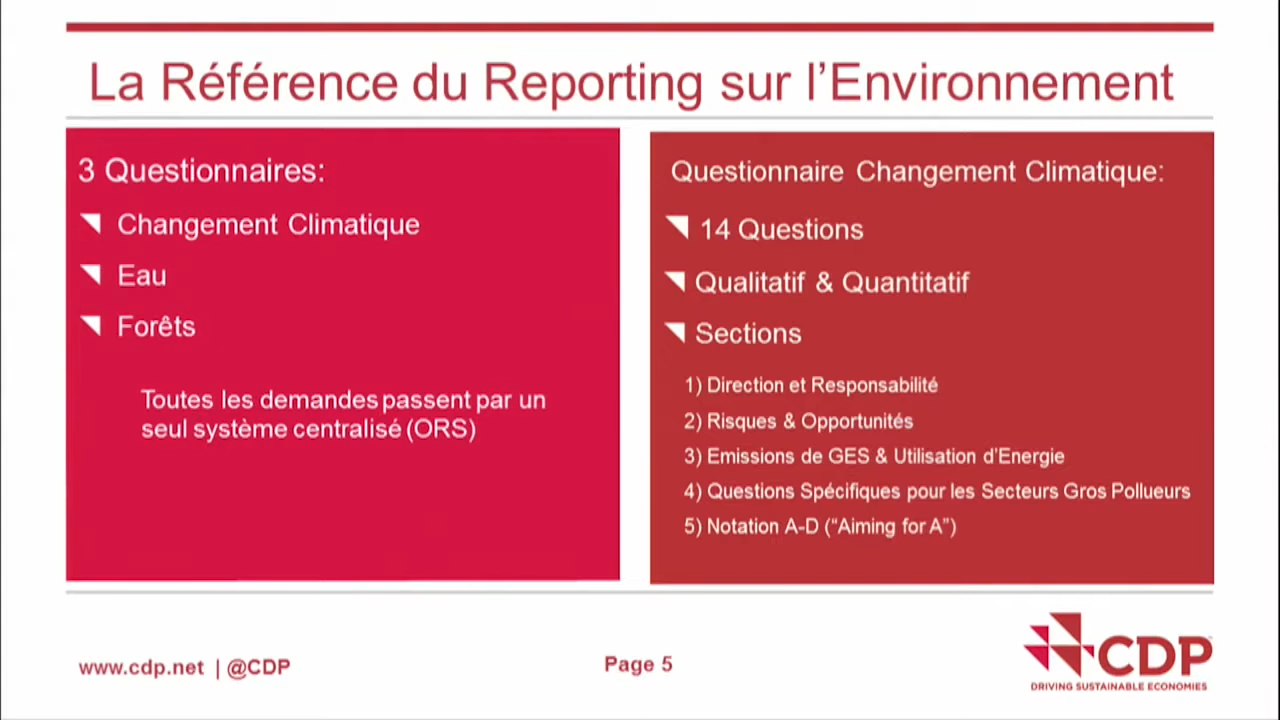 La Référence du Reporting sur l’Environnement
3 Questionnaires:
Changement Climatique
Eau
Forêts
Toutes les demandes passent par un
seul système centralisé (ORS)
Questionnaire Changement Climatique:
14 Questions
Qualitatif & Quantitatif
Sections
1) Direction et Responsabilité
2) Risques & Opportunités
3) Emissions de GES & Utilisation d’Energie
4) Questions Spécifiques pour les Secteurs Gros Pollueurs
5) Notation A-D (“Aiming for A”)
www.cdp.net | @CDP
Page 5
CDP
DRIVING SUSTAINABLE ECONOMIES